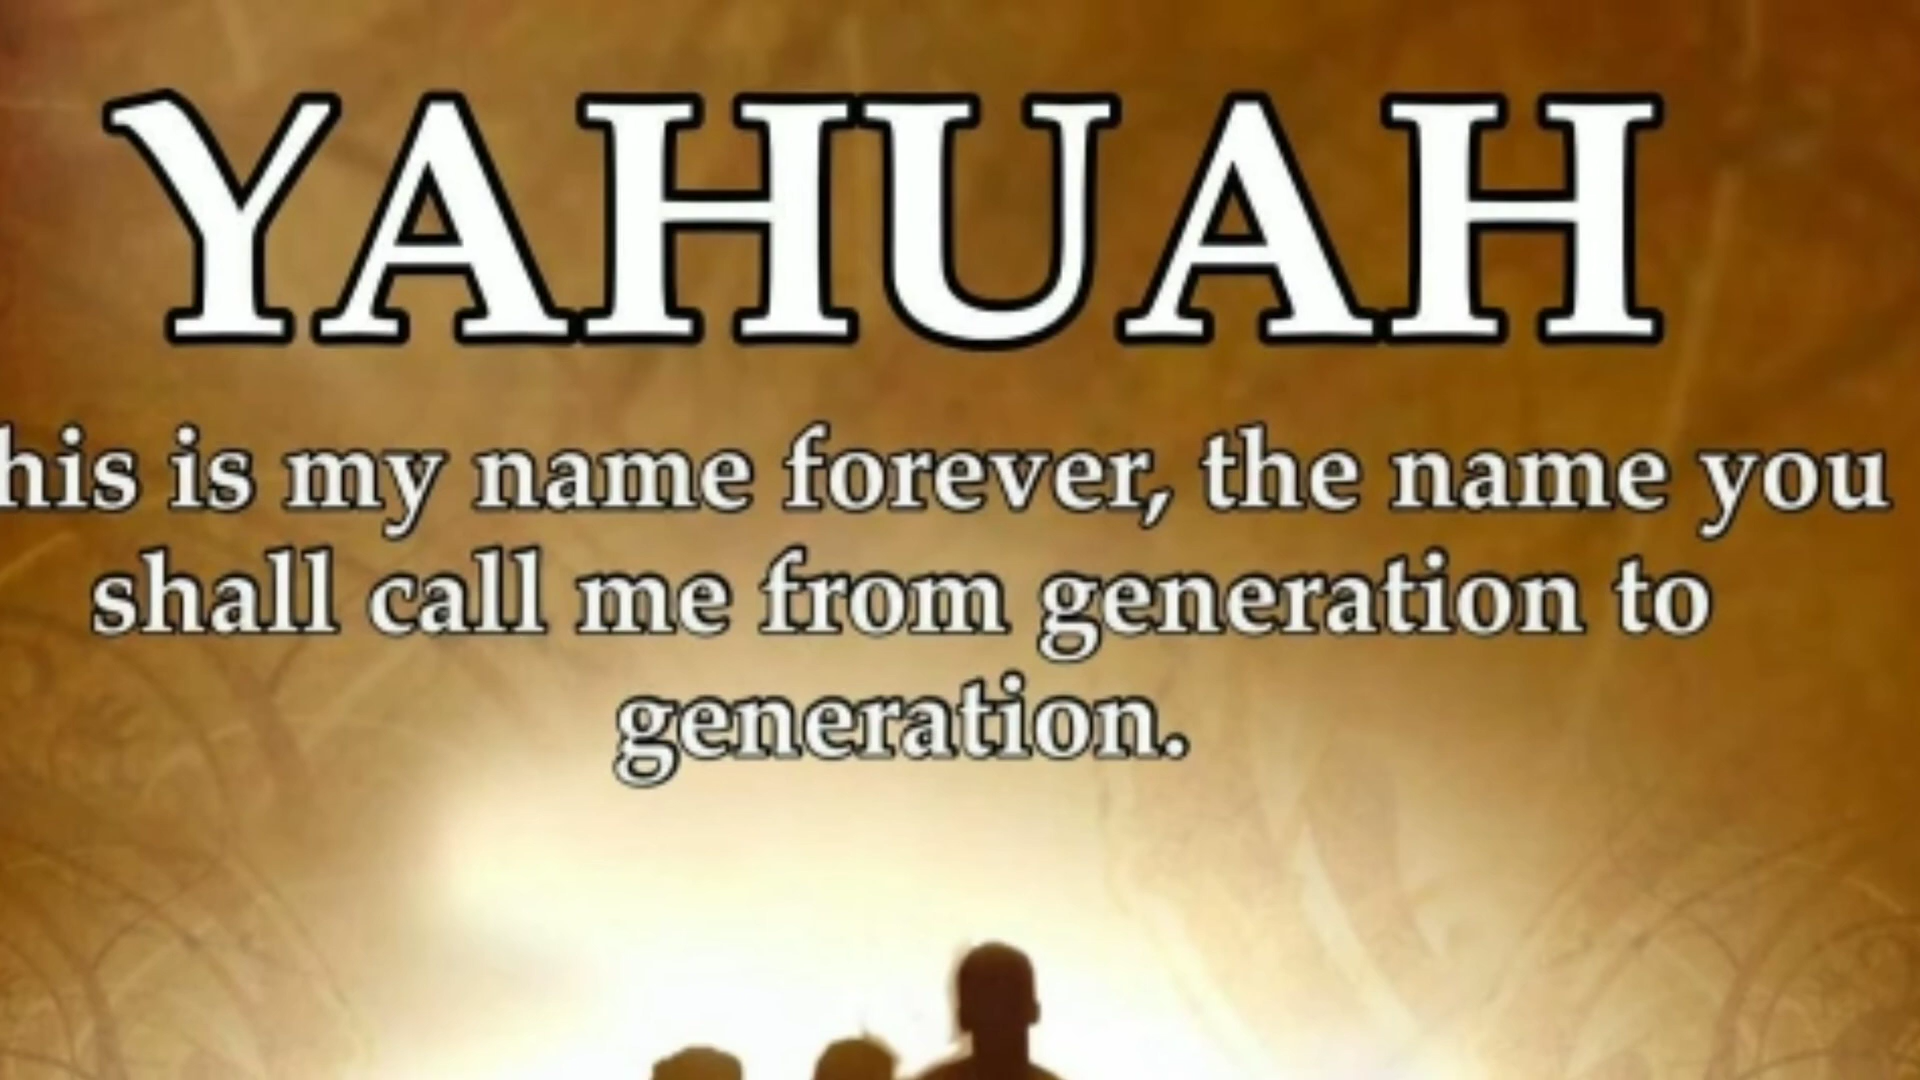 YAHUAH
his is my name forever, the name you
shall call me from generation to
generation.